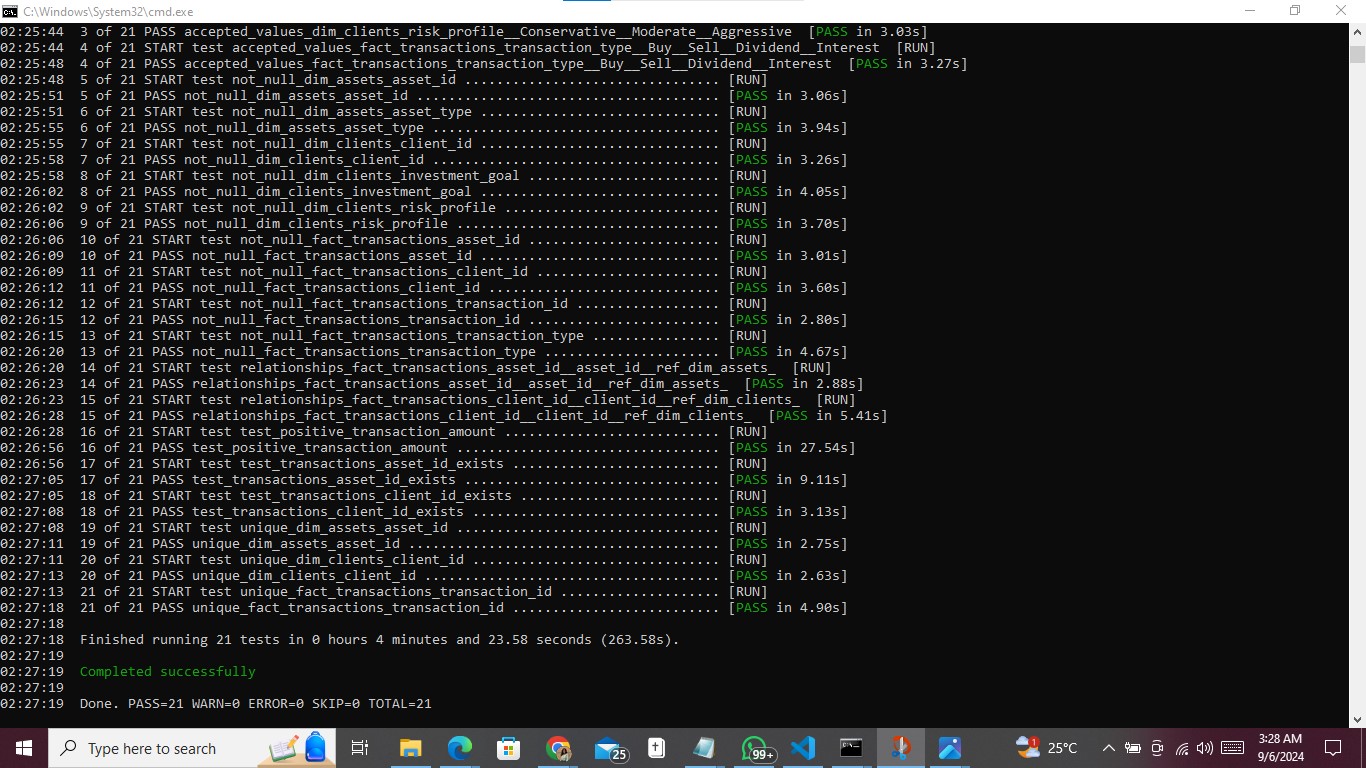 C:\Windows\System32\cmd.exe
02:25:44  3 of 21 PASS accepted_values_dim_clients_risk_profile__Conservative__Moderate__Aggressive  [PASS in 3.03s]
02:25:44  4 of 21 START test accepted_values_fact_transactions_transaction_type__Buy__Sell__Dividend__Interest  [RUN]
02:25:48  4 of 21 PASS accepted_values_fact_transactions_transaction_type__Buy__Sell__Dividend__Interest  [PASS in 3.27s]
02:25:48  5 of 21 START test not_null_dim_assets_asset_id ................................ [RUN]
02:25:51  5 of 21 PASS not_null_dim_assets_asset_id ...................................... [PASS in 3.06s]
02:25:51  6 of 21 START test not_null_dim_assets_asset_type .............................. [RUN]
02:25:55  6 of 21 PASS not_null_dim_assets_asset_type .................................... [PASS in 3.94s]
02:25:55  7 of 21 START test not_null_dim_clients_client_id .............................. [RUN]
02:25:58  7 of 21 PASS not_null_dim_clients_client_id .................................... [PASS in 3.26s]
02:25:58  8 of 21 START test not_null_dim_clients_investment_goal ........................ [RUN]
02:26:02  8 of 21 PASS not_null_dim_clients_investment_goal .............................. [PASS in 4.05s]
02:26:02  9 of 21 START test not_null_dim_clients_risk_profile ........................... [RUN]
02:26:06  9 of 21 PASS not_null_dim_clients_risk_profile ................................. [PASS in 3.70s]
02:26:06  10 of 21 START test not_null_fact_transactions_asset_id ........................ [RUN]
02:26:09  10 of 21 PASS not_null_fact_transactions_asset_id .............................. [PASS in 3.01s]
02:26:09  11 of 21 START test not_null_fact_transactions_client_id ....................... [RUN]
02:26:12  11 of 21 PASS not_null_fact_transactions_client_id ............................. [PASS in 3.60s]
02:26:12  12 of 21 START test not_null_fact_transactions_transaction_id .................. [RUN]
02:26:15  12 of 21 PASS not_null_fact_transactions_transaction_id ........................ [PASS in 2.80s]
02:26:15  13 of 21 START test not_null_fact_transactions_transaction_type ................ [RUN]
02:26:20  13 of 21 PASS not_null_fact_transactions_transaction_type ...................... [PASS in 4.67s]
02:26:20  14 of 21 START test relationships_fact_transactions_asset_id__asset_id__ref_dim_assets_  [RUN]
02:26:23  14 of 21 PASS relationships_fact_transactions_asset_id__asset_id__ref_dim_assets_  [PASS in 2.88s]
02:26:23  15 of 21 START test relationships_fact_transactions_client_id__client_id__ref_dim_clients_  [RUN]
02:26:28  15 of 21 PASS relationships_fact_transactions_client_id__client_id__ref_dim_clients_  [PASS in 5.41s]
02:26:28  16 of 21 START test test_positive_transaction_amount ........................... [RUN]
02:26:56  16 of 21 PASS test_positive_transaction_amount ................................. [PASS in 27.54s]
02:26:56  17 of 21 START test test_transactions_asset_id_exists .......................... [RUN]
02:27:05  17 of 21 PASS test_transactions_asset_id_exists ................................ [PASS in 9.11s]
02:27:05  18 of 21 START test test_transactions_client_id_exists ......................... [RUN]
02:27:08  18 of 21 PASS test_transactions_client_id_exists ............................... [PASS in 3.13s]
02:27:08  19 of 21 START test unique_dim_assets_asset_id ................................. [RUN]
02:27:11  19 of 21 PASS unique_dim_assets_asset_id ....................................... [PASS in 2.75s]
02:27:11  20 of 21 START test unique_dim_clients_client_id ............................... [RUN]
02:27:13  20 of 21 PASS unique_dim_clients_client_id ..................................... [PASS in 2.63s]
02:27:13  21 of 21 START test unique_fact_transactions_transaction_id .................... [RUN]
02:27:18  21 of 21 PASS unique_fact_transactions_transaction_id .......................... [PASS in 4.90s]
02:27:18
02:27:18  Finished running 21 tests in 0 hours 4 minutes and 23.58 seconds (263.58s).
02:27:19
02:27:19  Completed successfully
02:27:19
02:27:19  Done. PASS=21 WARN=0 ERROR=0 SKIP=0 TOTAL=21
Type here to search
25
99+
1
25°C
3:28 AM
9/6/2024